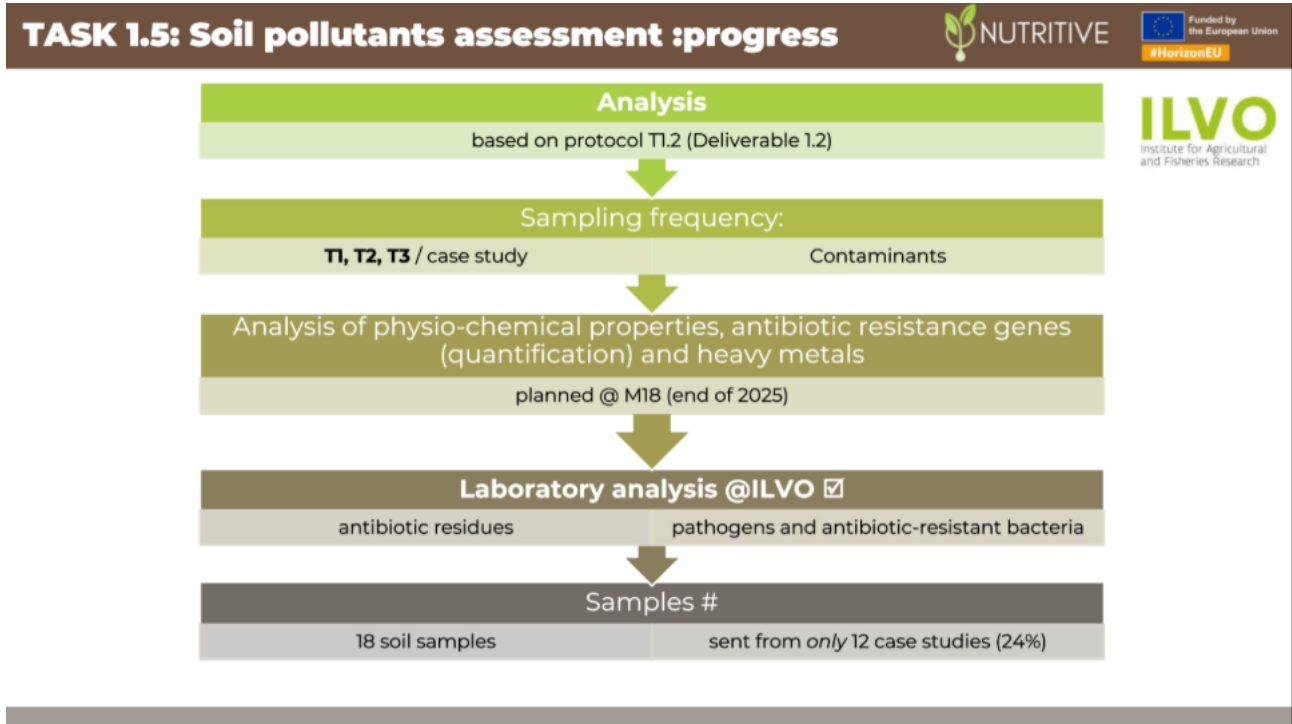 TASK 1.5: Soil pollutants assessment :progress
NUTRITIVE
Funded by
the European Union
#HorizonEU
ILVO
Institute for Agricultural
and Fisheries Research
Analysis
based on protocol T1.2 (Deliverable 1.2)
Sampling frequency:
T1, T2, T3 / case study
Contaminants
Analysis of physio-chemical properties, antibiotic resistance genes
(quantification) and heavy metals
planned @ M18 (end of 2025)
Laboratory analysis @ILVO ☑
antibiotic residues
pathogens and antibiotic-resistant bacteria
Samples #
18 soil samples
sent from only 12 case studies (24%)